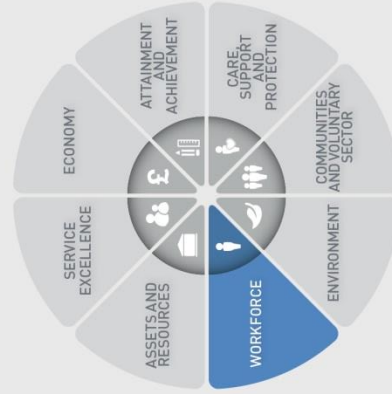 ATTAINMENT
AND
ACHIEVEMENT
CARE,
SUPPORT
AND
PROTECTION
COMMUNITIES
AND VOLUNTARY
SECTOR
ENVIRONMENT
WORKFORCE
ASSETS AND
RESOURCES
SERVICE
EXCELLENCE
ECONOMY
£